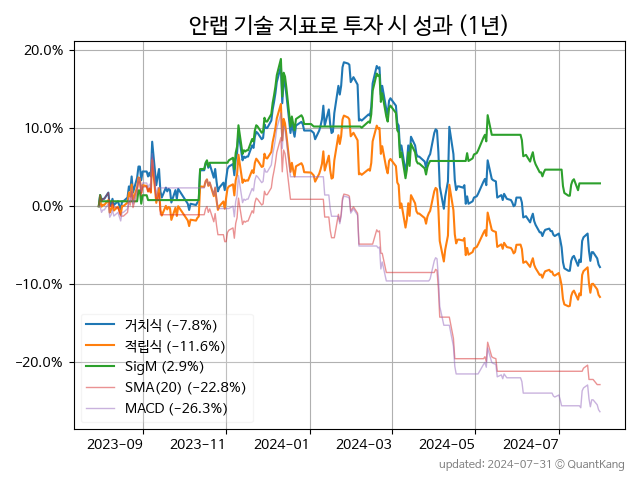 안랩 기술 지표로 투자 시 성과 (1년)
20.0%
10.0%
0.0%
−10.0%
−20.0%
거치식 (−7.8%)
적립식 (−11.6%)
SigM (2.9%)
SMA(20) (−22.8%)
MACD (−26.3%)
2023−09 2023−11 2024−01 2024−03 2024−05 2024−07
updated: 2024-07-31 © QuantKang